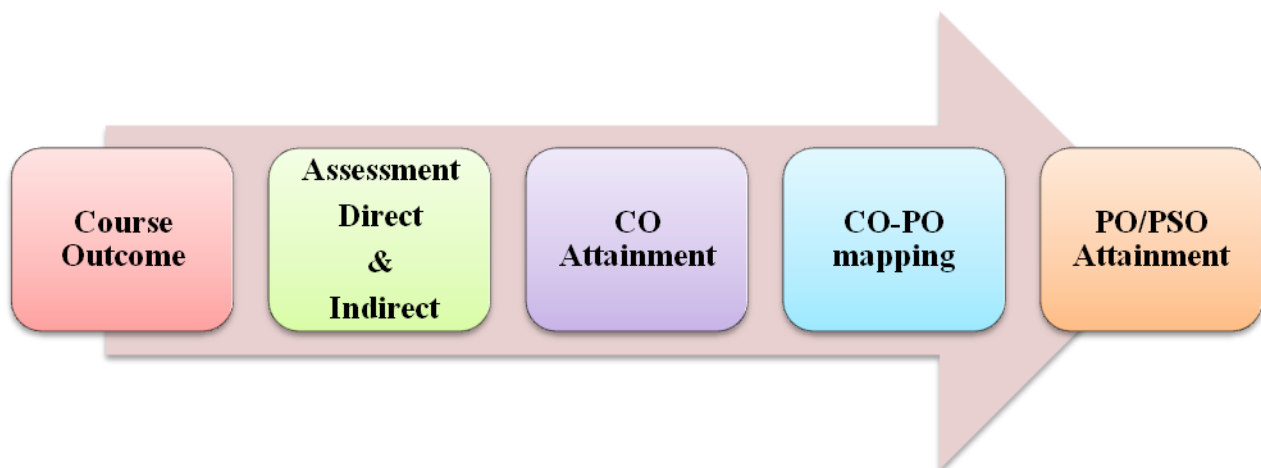 Course
Outcome
Assessment
Direct
&
Indirect
CO
Attainment
CO-PO
mapping
PO/PSO
Attainment